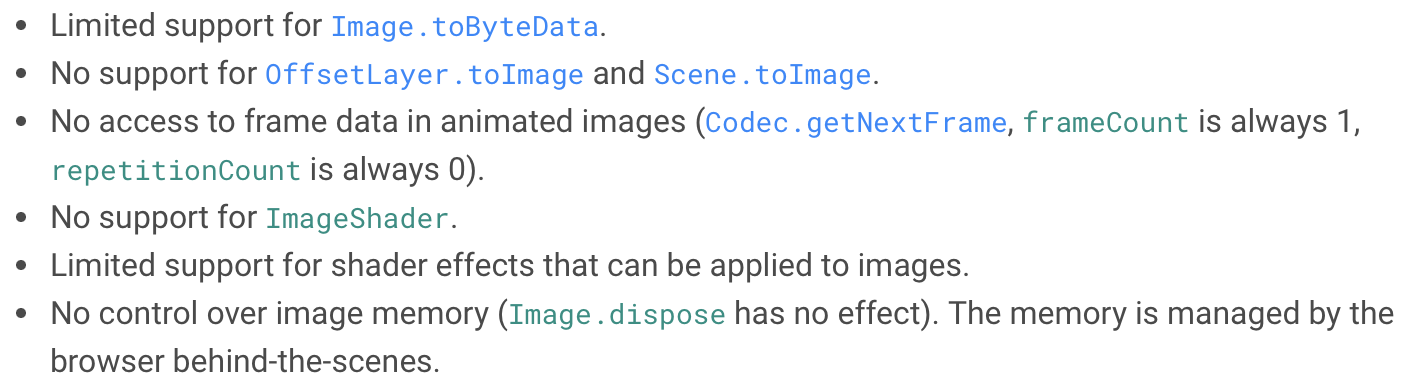 • Limited support for Image.toByteData.
• No support for OffsetLayer.toImage and Scene.toImage.
• No access to frame data in animated images (Codec.getNextFrame, frameCount is always 1,
repetitionCount is always 0).
• No support for ImageShader.
• Limited support for shader effects that can be applied to images.
• No control over image memory (Image.dispose has no effect). The memory is managed by the
browser behind-the-scenes.